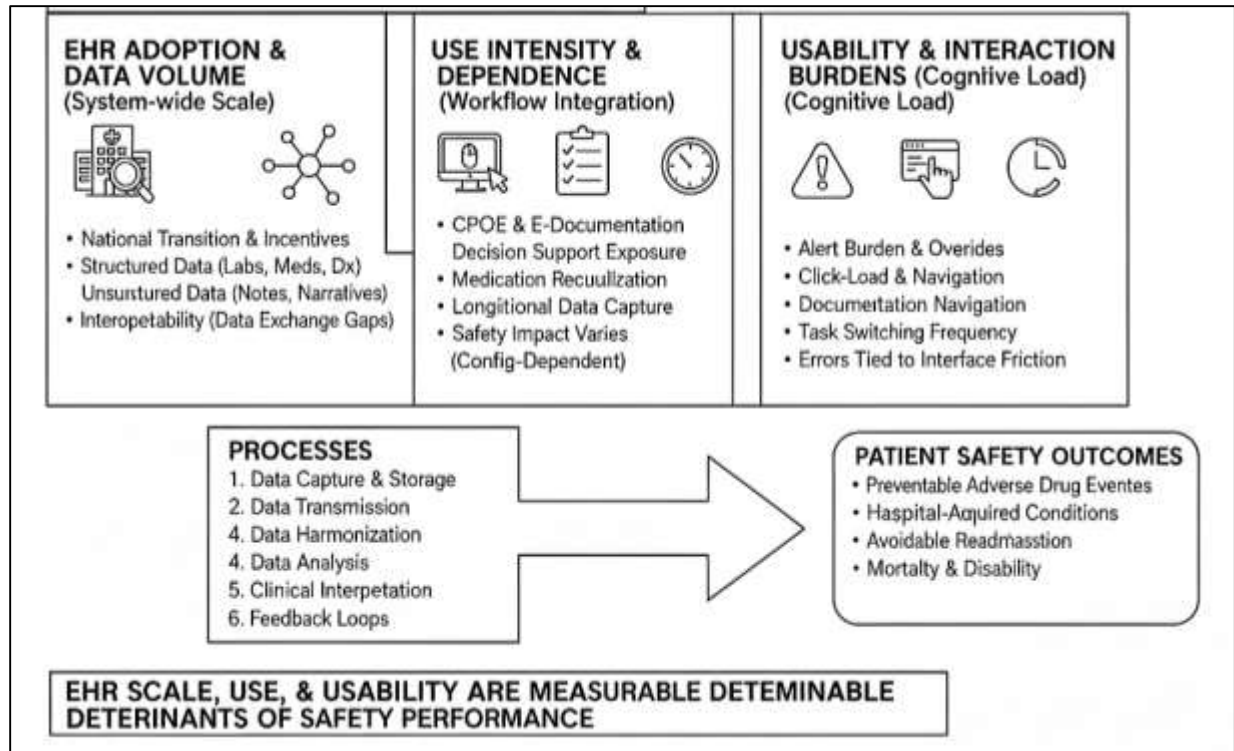 EHR ADOPTION &
DATA VOLUME
(System-wide Scale)
• National Transition & Incentives
• Structured Data (Labs, Meds, Dx)
Unsustured Data (Notes, Narratives)
• Interopetability (Data Exchange Gaps)
USE INTENSITY &
DEPENDENCE
(Workflow Integration)
• CPOE & E-Documentation
Decision Support Exposure
• Medication Recuulization
• Longitional Data Capture
• Safety Impact Varies
(Config-Dependent)
USABILITY & INTERACTION
BURDENS (Cogniive Load)
(Cognitive Load)
• Alert Burden & Overides
• Click-Load & Navigation
• Documentation Navigation
• Task Switching Frequency
• Errors Tied to Interface Friction
PROCESSES
1. Data Capture & Storage
2. Data Transmission
4. Data Harmonization
4. Data Analysis
5. Clinical Interpetation
6. Feedback Loops
PATIENT SAFETY OUTCOMES
• Preventable Adverse Drug Eventes
• Haspital-Aquired Conditions
• Avoidable Readmasstion
• Mortalty & Disability
EHR SCALE, USE, & USABILITY ARE MEASURABLE DETEMINABLE
DETERINANTS OF SAFETY PERFORMANCE